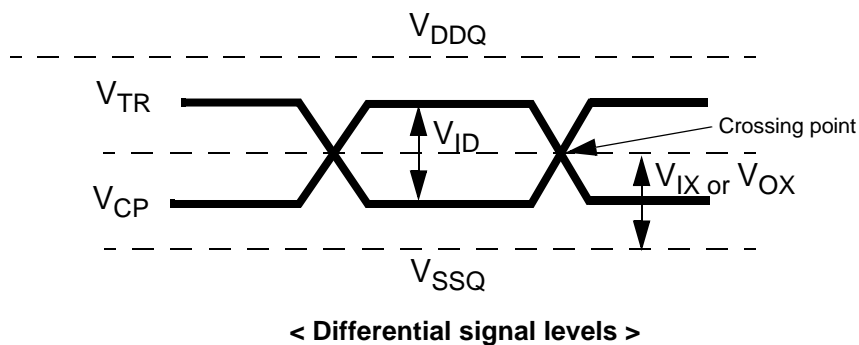 VDDQ
VTR
VID
Crossing point
VIX or VOX
VCP
VSSQ
< Differential signal levels >